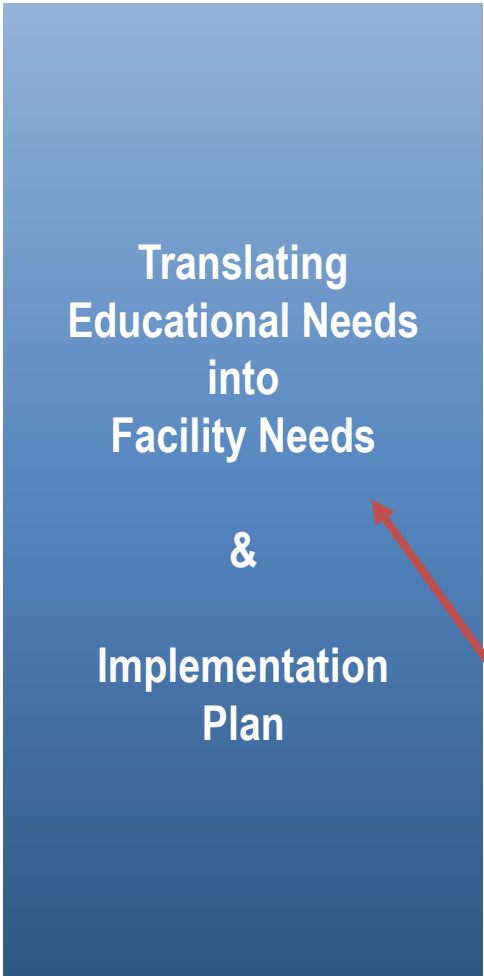 Translating
Educational Needs
into
Facility Needs
&
Implementation
Plan